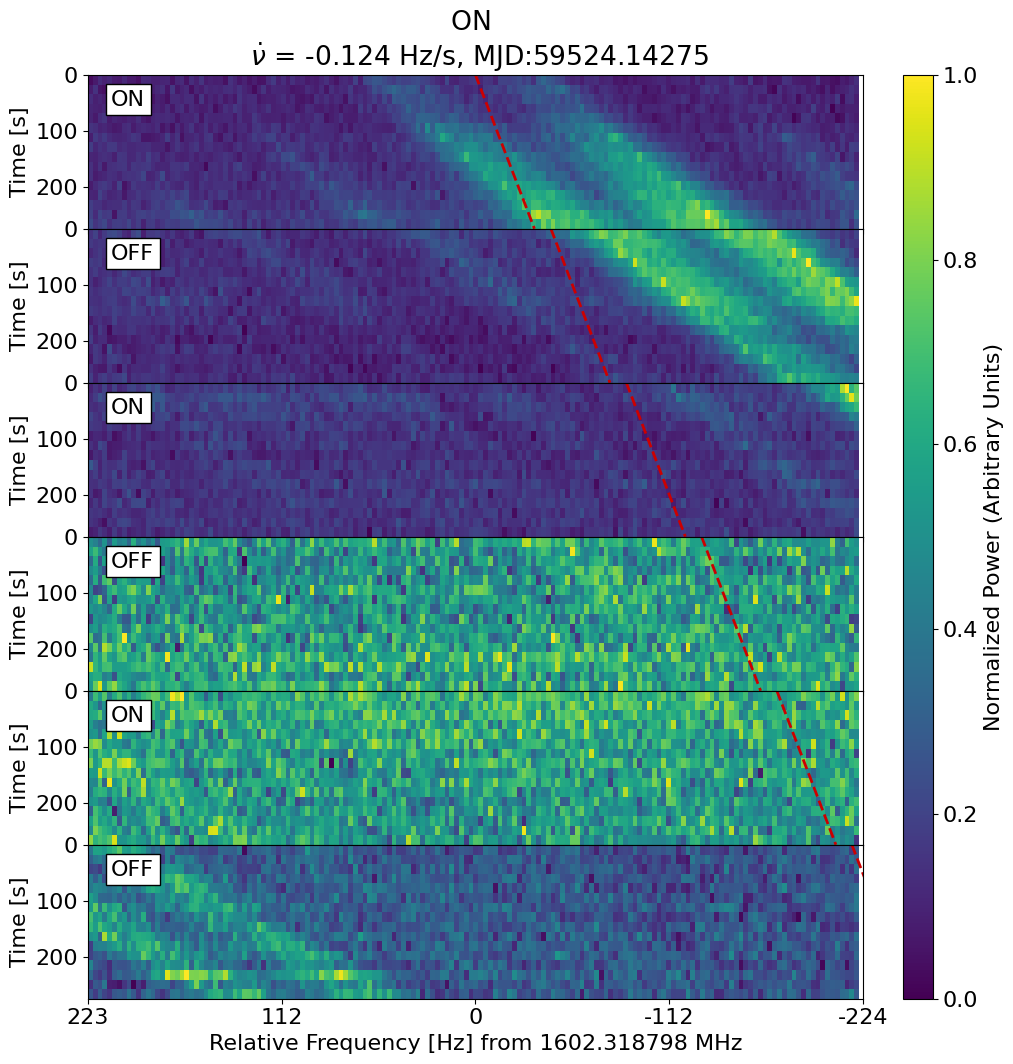 ON
ν̇ = -0.124 Hz/s, MJD:59524.14275
0
100
200
Time [s]
ON
0
100
200
Time [s]
OFF
0
100
200
Time [s]
ON
0
100
200
Time [s]
OFF
0
100
200
Time [s]
ON
0
100
200
Time [s]
OFF
223 112 0 -112 -224
Relative Frequency [Hz] from 1602.318798 MHz
1.0
0.8
0.6
0.4
0.2
0.0
Normalized Power (Arbitrary Units)